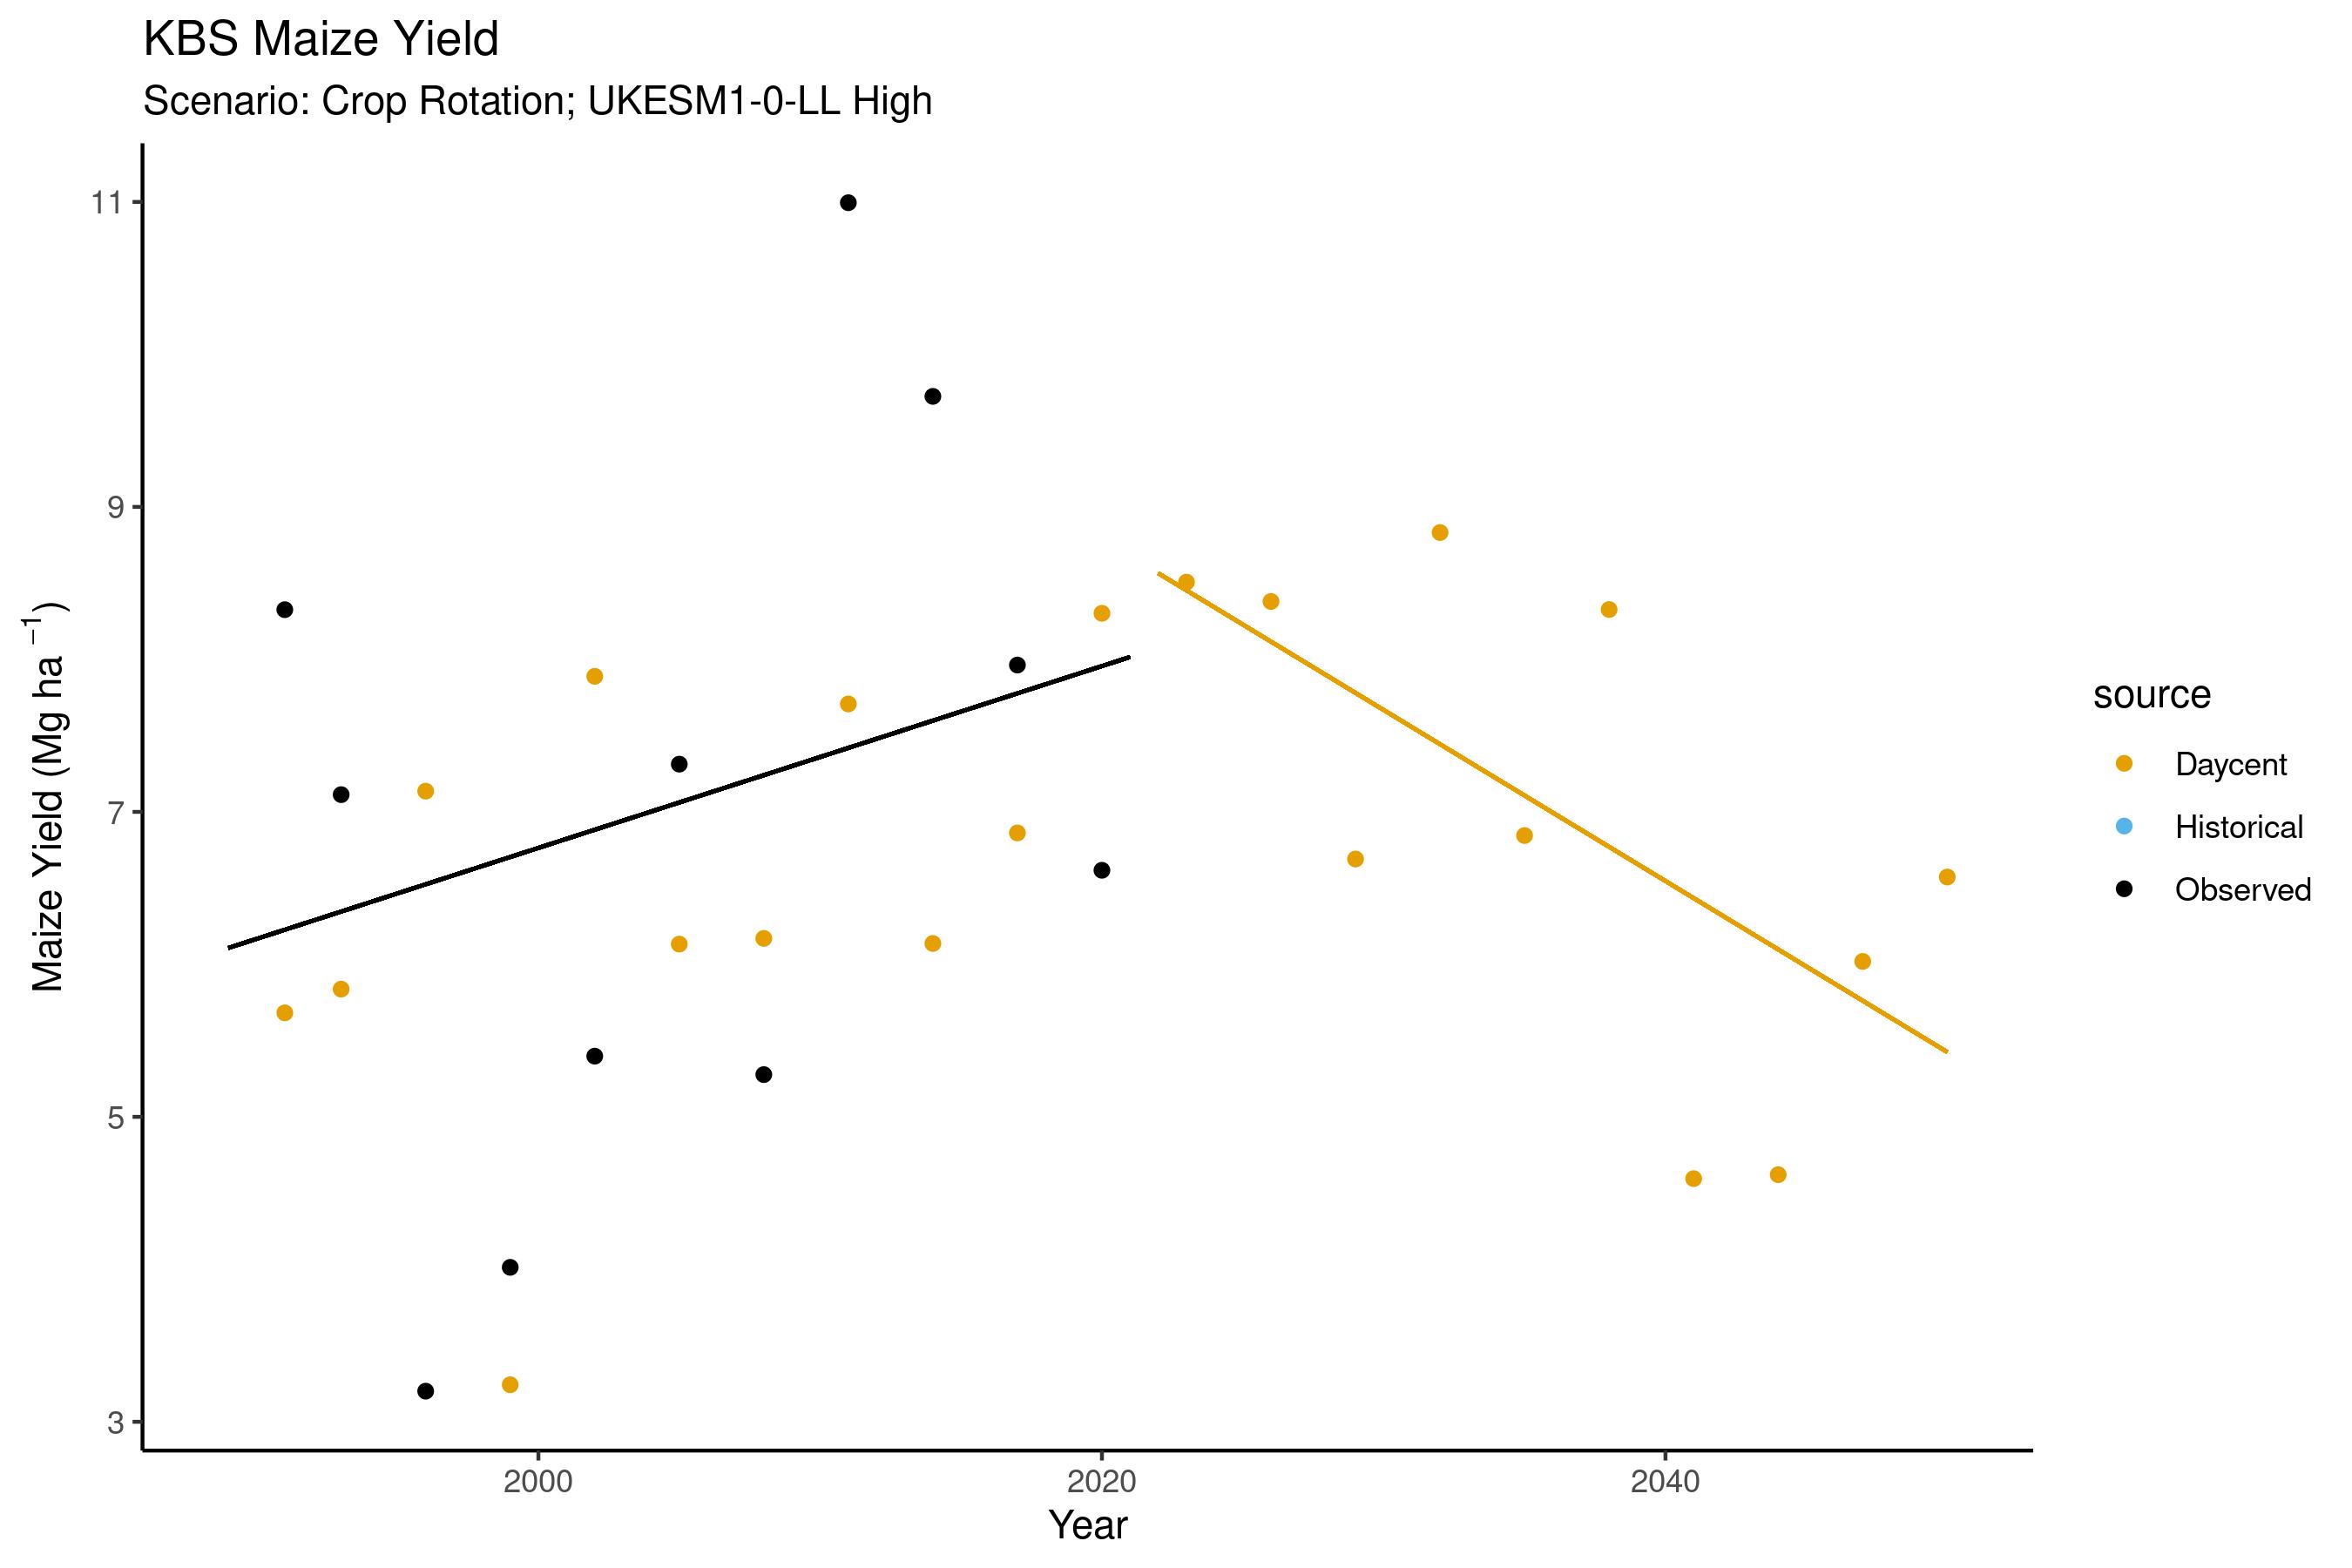 KBS Maize Yield
Scenario: Crop Rotation; UKESM1-0-LL High
Maize Yield (Mg ha⁻¹)
11
9
7
5
3
2000
2020
2040
Year
source
Daycent
Historical
Observed